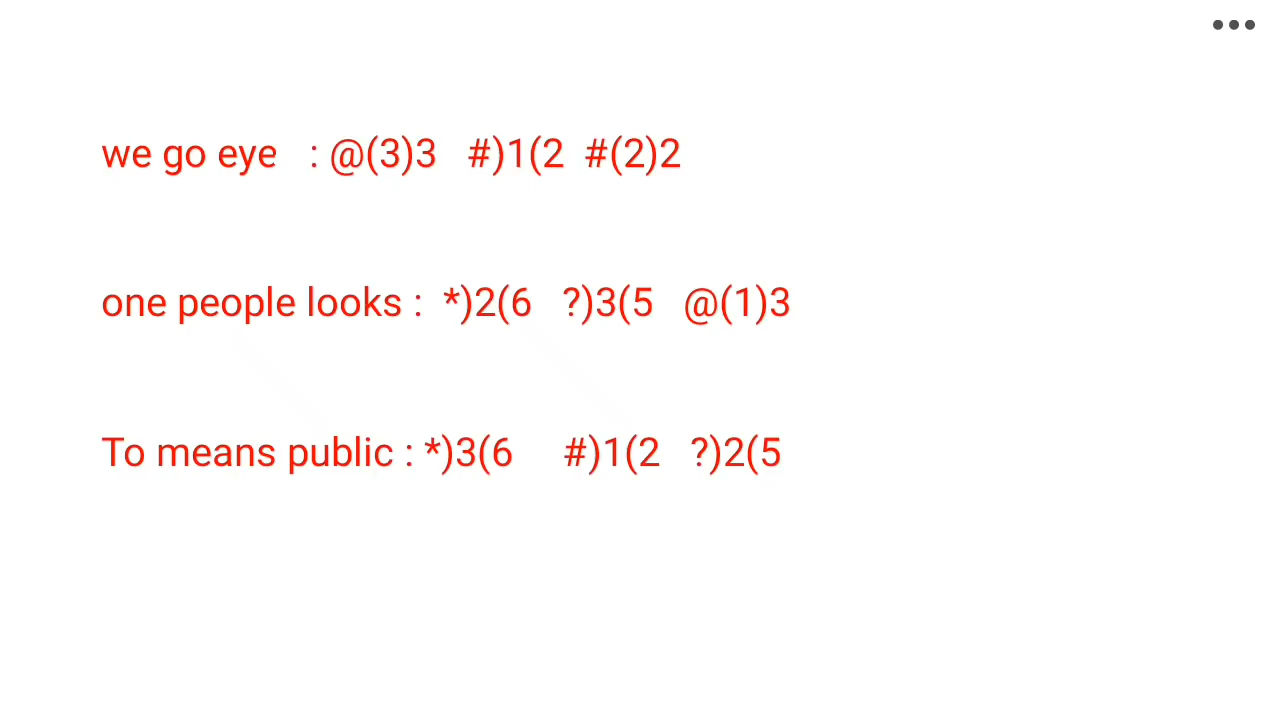 we go eye : @(3)3 #)1(2 #(2)2
one people looks : *)2(6 ?)3(5 @(1)3
To means public : *)3(6 #)1(2 ?)2(5